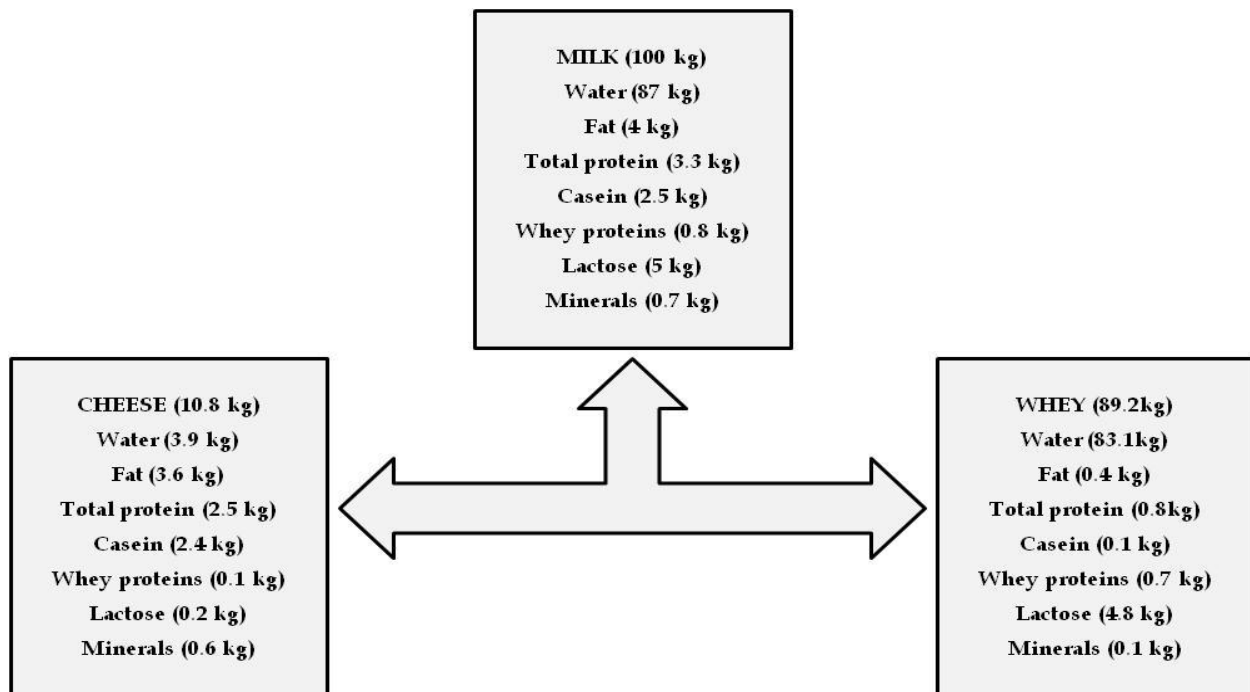 MILK (100 kg)
Water (87 kg)
Fat (4 kg)
Total protein (3.3 kg)
Casein (2.5 kg)
Whey proteins (0.8 kg)
Lactose (5 kg)
Minerals (0.7 kg)
CHEESE (10.8 kg)
Water (3.9 kg)
Fat (3.6 kg)
Total protein (2.5 kg)
Casein (2.4 kg)
Whey proteins (0.1 kg)
Lactose (0.2 kg)
Minerals (0.6 kg)
WHEY (89.2kg)
Water (83.1kg)
Fat (0.4 kg)
Total protein (0.8kg)
Casein (0.1 kg)
Whey proteins (0.7 kg)
Lactose (4.8 kg)
Minerals (0.1 kg)